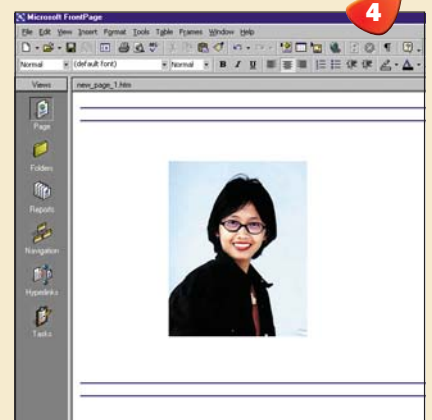 4
Microsoft FrontPage
File Edit View Insert Format Tools Table Frames Window Help
Normal (default font) Normal B I U
Views new_page_1.htm
Page
Folders
Reports
Navigation
Hyperlinks
Tasks